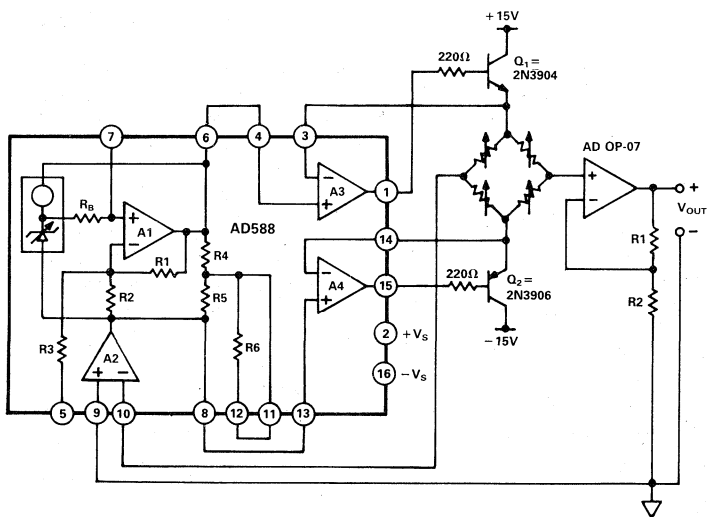 +15V
220Ω
Q1 =
2N3904
7
6
4
3
AD OP-07
A3
−
+
1
RB
+
−
A1
AD588
R4
+
−
VOUT
+
−
R1
14
R1
R2
R5
−
+
A4
15
220Ω
Q2 =
2N3906
R2
R3
A2
+
−
R6
2
+VS
−15V
16
−VS
5
9
10
8
12
11
13